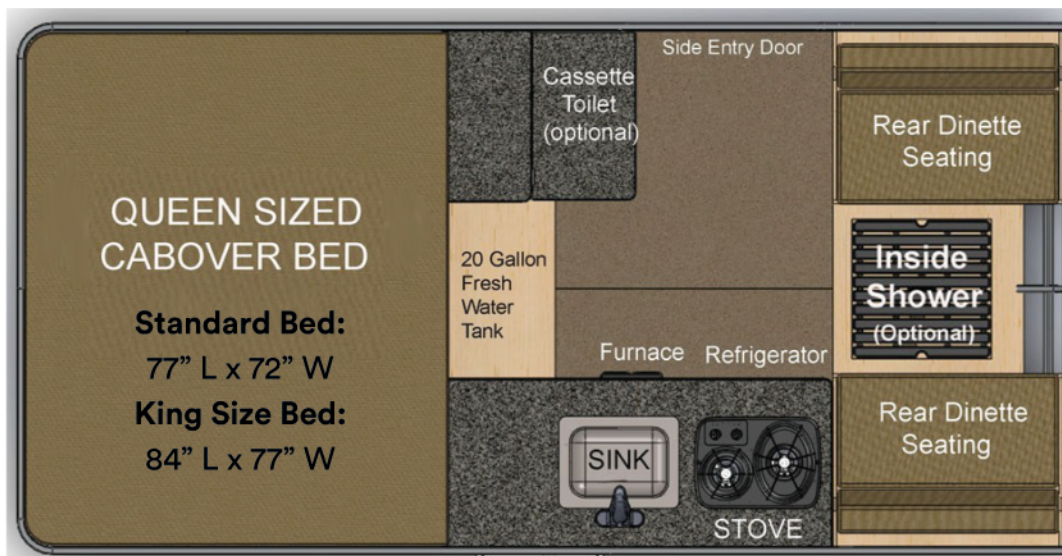 QUEEN SIZED
CABOVER BED
Standard Bed:
77” L x 72” W
King Size Bed:
84” L x 77” W
Cassette
Toilet
(optional)
Side Entry Door
20 Gallon
Fresh
Water
Tank
Furnace
Refrigerator
SINK
STOVE
Rear Dinette
Seating
Inside
Shower
(Optional)
Rear Dinette
Seating